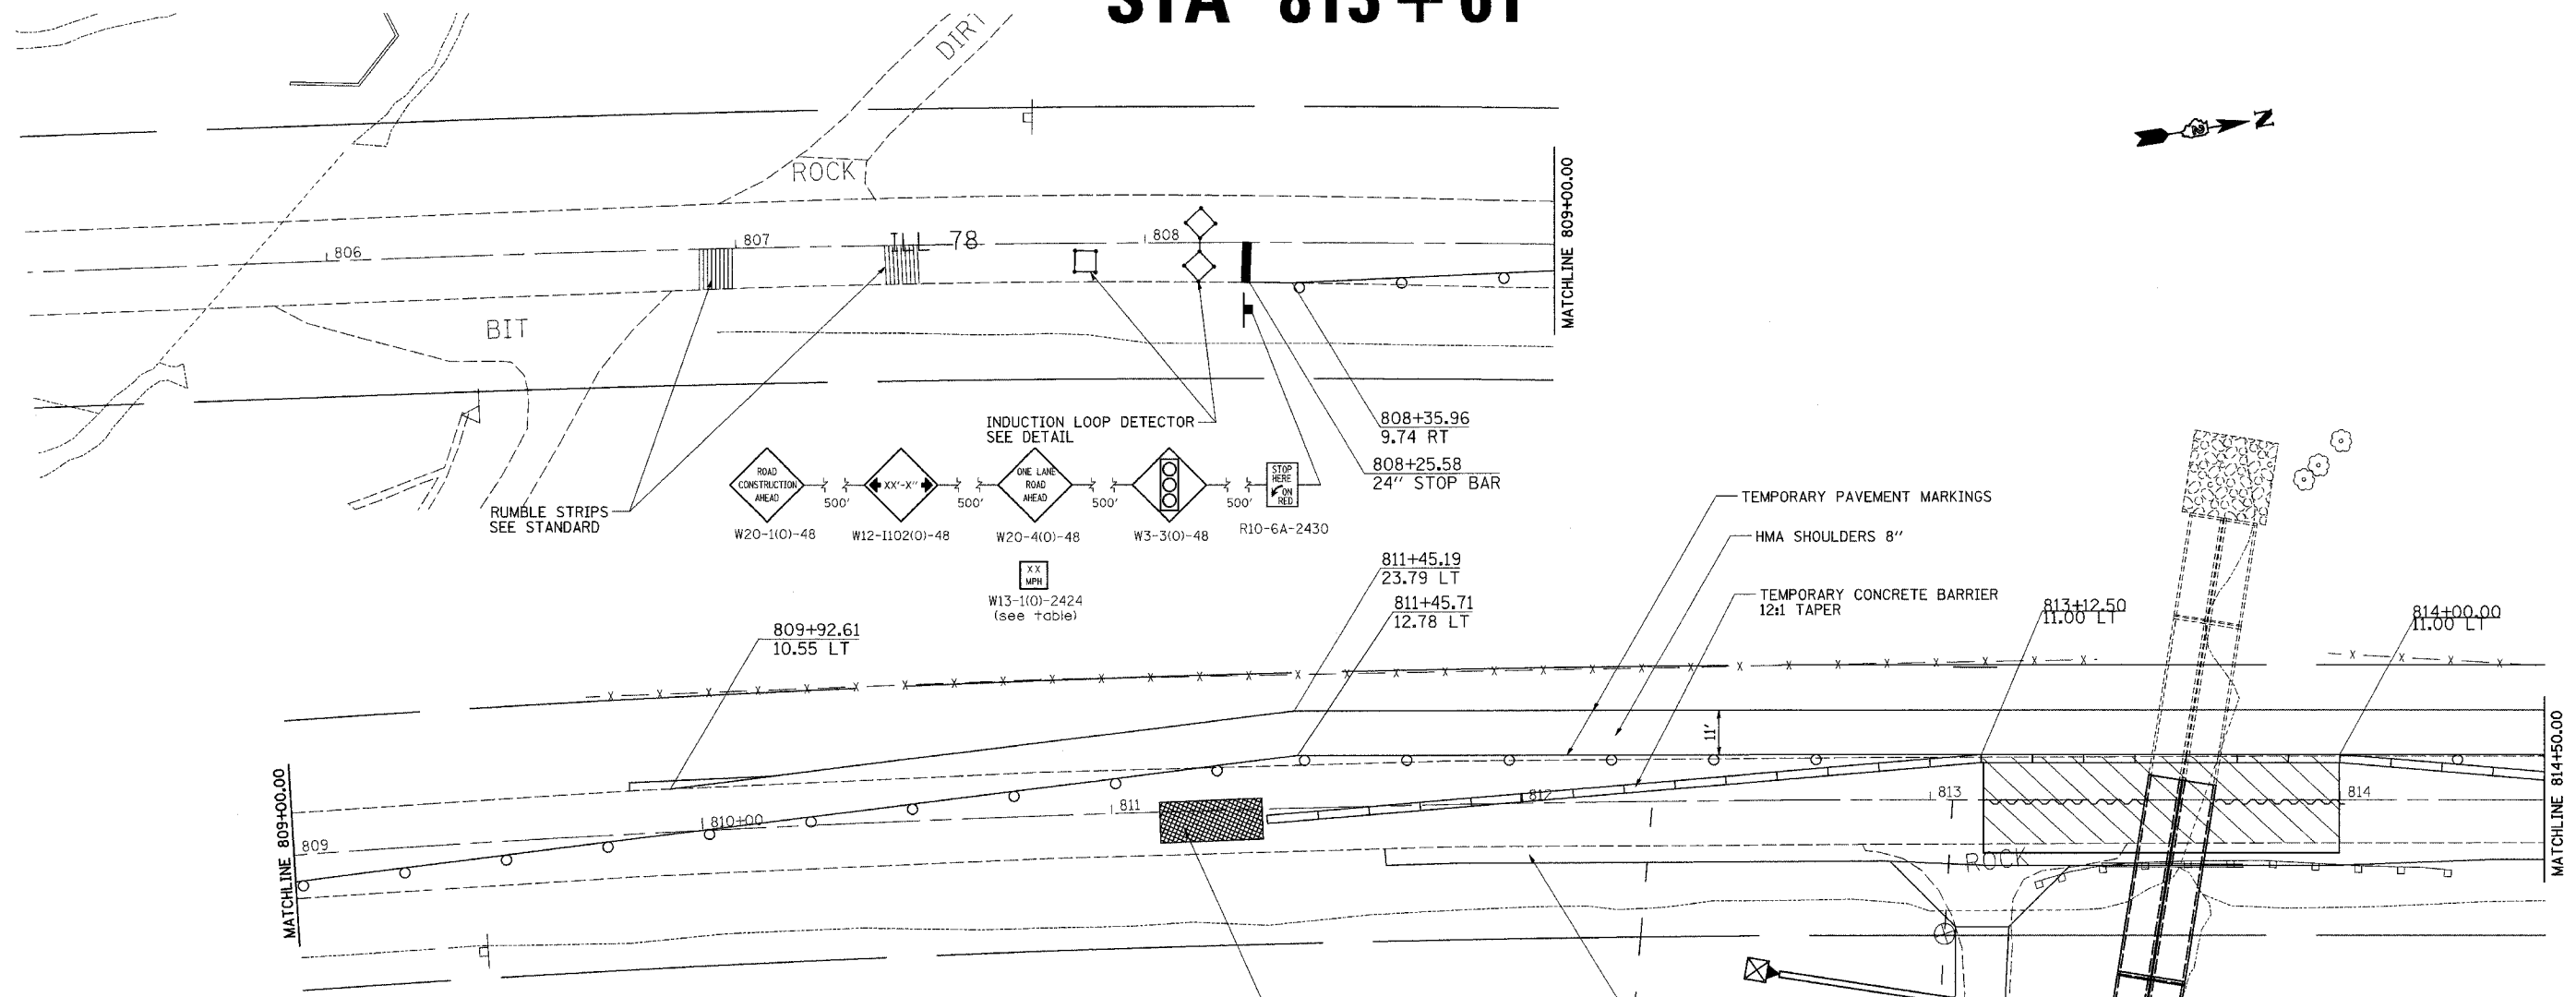 STA 813+01
DIRT
ROCK
N
806
807
ILL 78
808
MATCHLINE 809+00.00
BIT
INDUCTION LOOP DETECTOR
SEE DETAIL
808+35.96
9.74 RT
808+25.58
24" STOP BAR
ROAD
CONSTRUCTION
AHEAD
XX'-X"
ONE LANE
ROAD
AHEAD
STOP
HERE
ON
RED
500'
500'
500'
500'
RUMBLE STRIPS
SEE STANDARD
W20-1(O)-48
W12-I102(O)-48
W20-4(O)-48
W3-3(O)-48
R10-6A-2430
XX
MPH
W13-1(O)-2424
(see table)
TEMPORARY PAVEMENT MARKINGS
HMA SHOULDERS 8"
TEMPORARY CONCRETE BARRIER
12:1 TAPER
811+45.19
23.79 LT
811+45.71
12.78 LT
809+92.61
10.55 LT
813+12.50
11.00 LT
814+00.00
11.00 LT
11'
MATCHLINE 809+00.00
809
810+00
811
812
813
814
ROCK
MATCHLINE 814+50.00